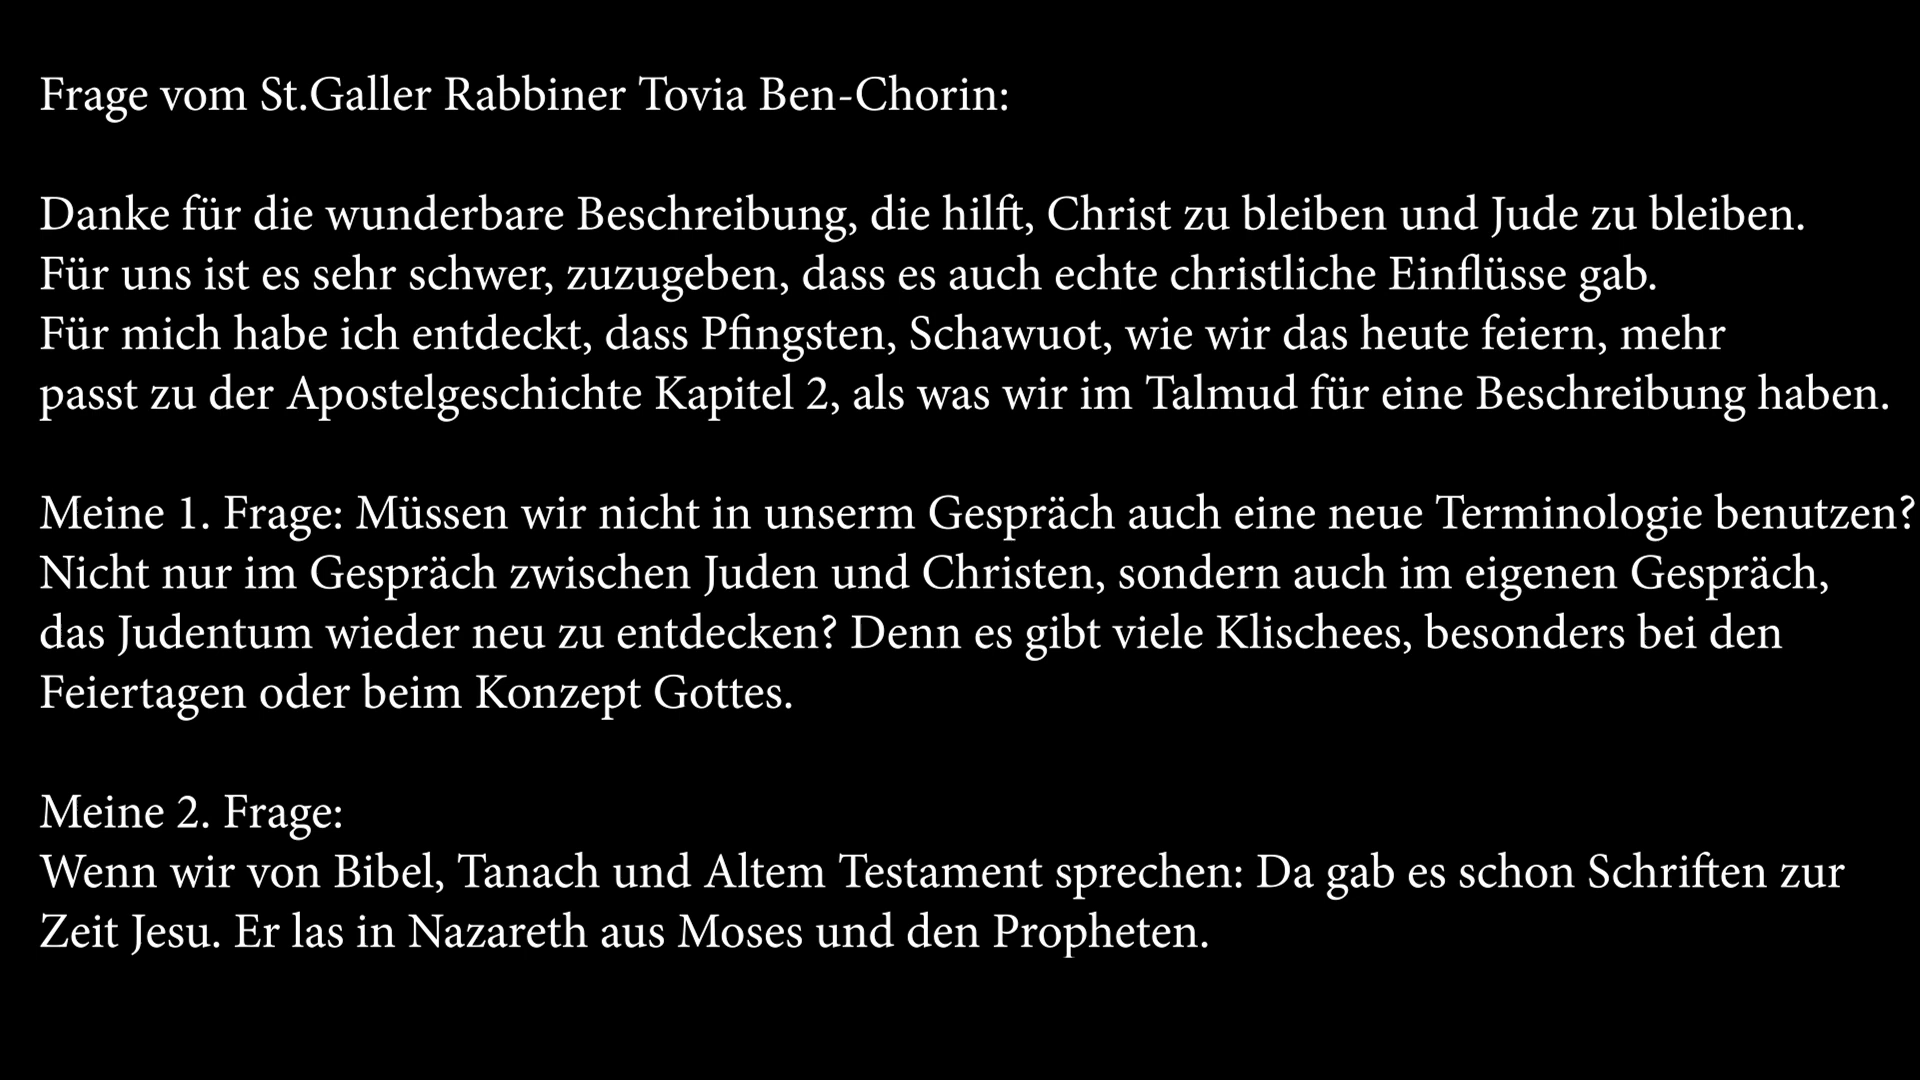 Frage vom St.Galler Rabbiner Tovia Ben-Chorin:
Danke für die wunderbare Beschreibung, die hilft, Christ zu bleiben und Jude zu bleiben.
Für uns ist es sehr schwer, zuzugeben, dass es auch echte christliche Einflüsse gab.
Für mich habe ich entdeckt, dass Pfingsten, Schawuot, wie wir das heute feiern, mehr
passt zu der Apostelgeschichte Kapitel 2, als was wir im Talmud für eine Beschreibung haben.
Meine 1. Frage: Müssen wir nicht in unserm Gespräch auch eine neue Terminologie benutzen?
Nicht nur im Gespräch zwischen Juden und Christen, sondern auch im eigenen Gespräch,
das Judentum wieder neu zu entdecken? Denn es gibt viele Klischees, besonders bei den
Feiertagen oder beim Konzept Gottes.
Meine 2. Frage:
Wenn wir von Bibel, Tanach und Altem Testament sprechen: Da gab es schon Schriften zur
Zeit Jesu. Er las in Nazareth aus Moses und den Propheten.